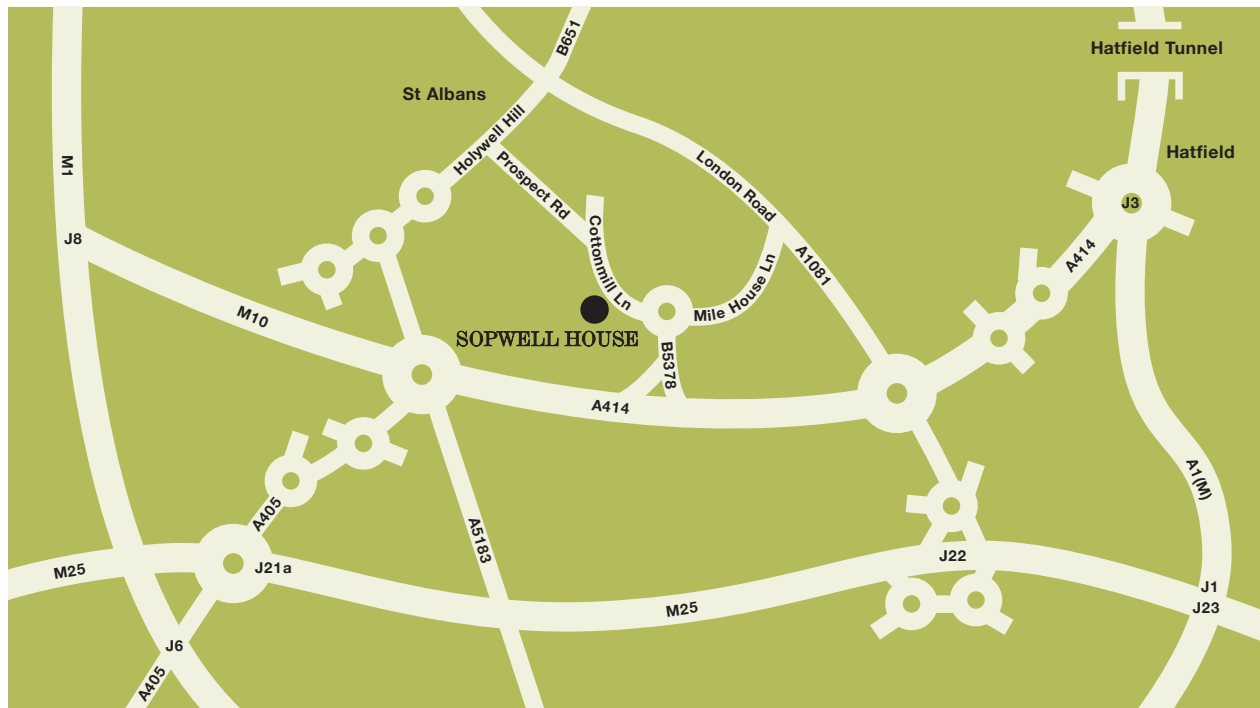 B651
Hatfield Tunnel
St Albans
Holywell Hill
Hatfield
M1
Prospect Rd
London Road
J3
Cottonmill Ln
J8
A414
A1081
Mile House Ln
M10
SOPWELL HOUSE
B5378
A414
A1(M)
A405
A5183
J22
M25
J21a
J1
M25
J23
J6
A405